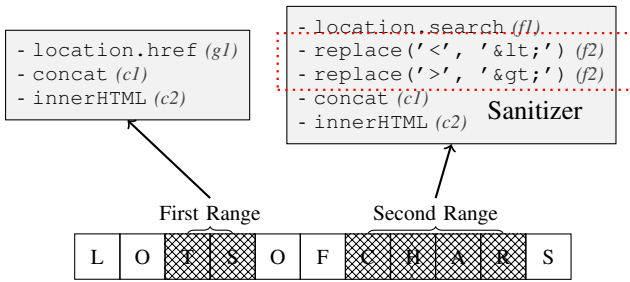 - location.href (g1)
- concat (c1)
- innerHTML (c2)
- location.search (f1)
- replace('<', '&lt;') (f2)
- replace('>', '&gt;') (f2)
- concat (c1)
- innerHTML (c2)
Sanitizer
First Range
Second Range
L O T S O F C H A R S